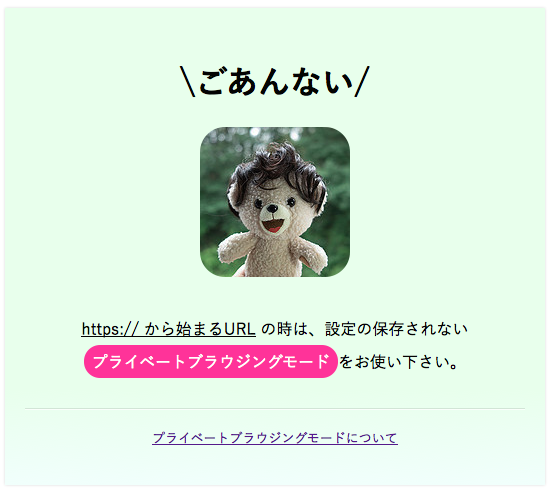 \ごあんない/
https:// から始まるURL の時は、設定の保存されない
プライベートブラウジングモードをお使い下さい。
プライベートブラウジングモードについて